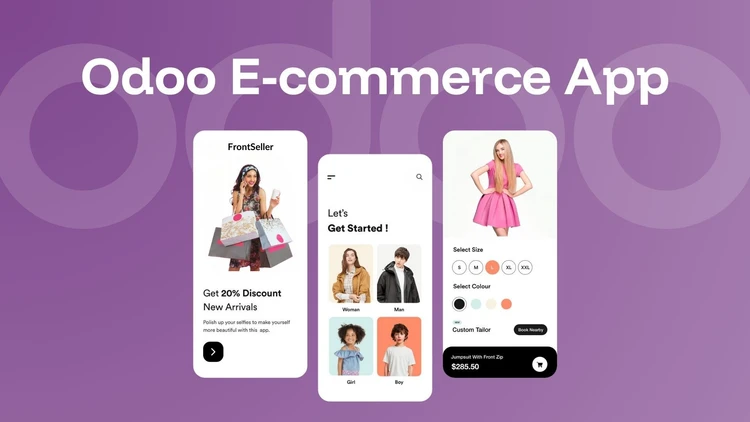 Odoo E-commerce App
odoo
FrontSeller
Get 20% Discount
New Arrivals
Polish up your selfies to make yourself
more beautiful with this app.
Let's
Get Started !
Woman
Man
Girl
Boy
Select Size
S
M
L
XL
XXL
Select Colour
Custom Tailor
Book Nearby
Jumpsuit With Front Zip
$285.50